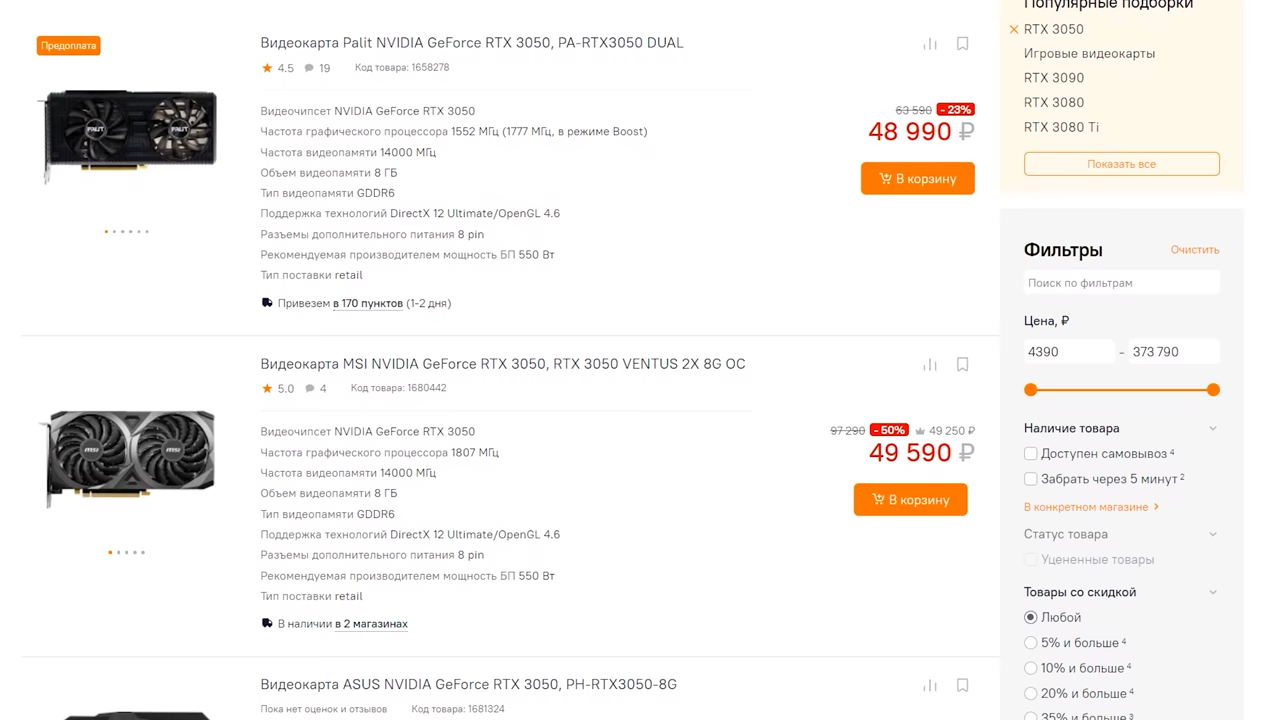 Популярные подборки
× RTX 3050
Игровые видеокарты
RTX 3090
RTX 3080
RTX 3080 Ti
Показать все
Предоплата
PALIT PALIT
Видеокарта Palit NVIDIA GeForce RTX 3050, PA-RTX3050 DUAL
4.5 19 Код товара: 1658278
Видеочипсет NVIDIA GeForce RTX 3050
Частота графического процессора 1552 МГц (1777 МГц, в режиме Boost)
Частота видеопамяти 14000 МГц
Объем видеопамяти 8 ГБ
Тип видеопамяти GDDR6
Поддержка технологий DirectX 12 Ultimate/OpenGL 4.6
Разъемы дополнительного питания 8 pin
Рекомендуемая производителем мощность БП 550 Вт
Тип поставки retail
Привезем в 170 пунктов (1-2 дня)
63 590 - 23%
48 990 ₽
В корзину
msi msi
Видеокарта MSI NVIDIA GeForce RTX 3050, RTX 3050 VENTUS 2X 8G OC
5.0 4 Код товара: 1680442
Видеочипсет NVIDIA GeForce RTX 3050
Частота графического процессора 1807 МГц
Частота видеопамяти 14000 МГц
Объем видеопамяти 8 ГБ
Тип видеопамяти GDDR6
Поддержка технологий DirectX 12 Ultimate/OpenGL 4.6
Разъемы дополнительного питания 8 pin
Рекомендуемая производителем мощность БП 550 Вт
Тип поставки retail
В наличии в 2 магазинах
97 290 - 50% 49 250 ₽
49 590 ₽
В корзину
Видеокарта ASUS NVIDIA GeForce RTX 3050, PH-RTX3050-8G
Пока нет оценок и отзывов Код товара: 1681324
Фильтры Очистить
Поиск по фильтрам
Цена, ₽
4390 - 373 790
Наличие товара
Доступен самовывоз 4
Забрать через 5 минут 2
В конкретном магазине >
Статус товара
Уцененные товары
Товары со скидкой
Любой
5% и больше 4
10% и больше 4
20% и больше 4
35% и больше 3